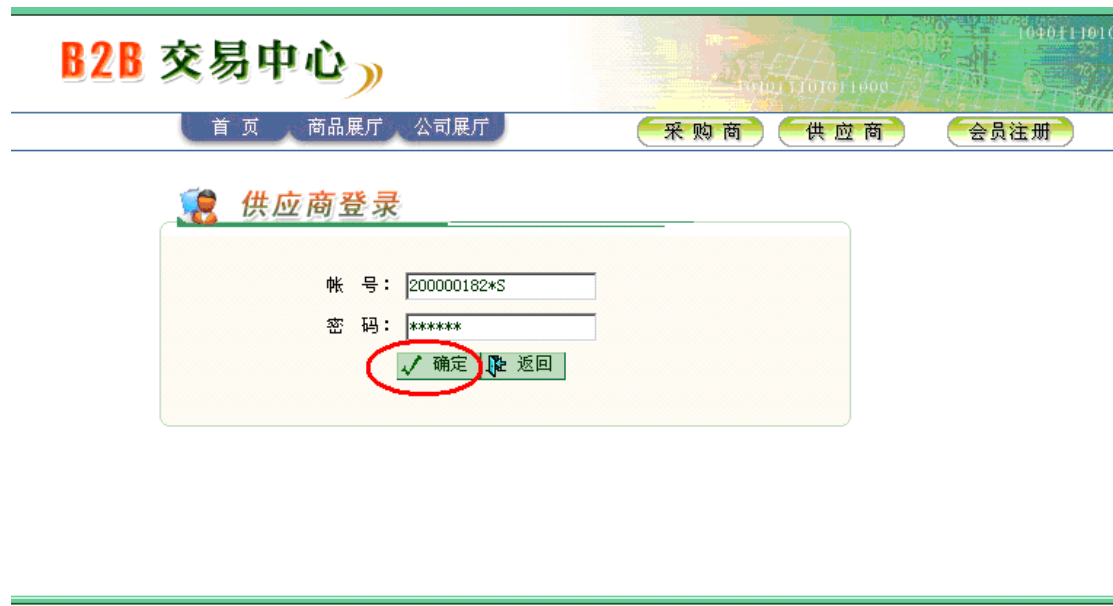 1010111010
101011101011000
B2B 交易中心
首 页 商品展厅 公司展厅 采 购 商 供 应 商 会员注册
供应商登录
帐 号： 200000182*S
密 码： ******
确定 返回